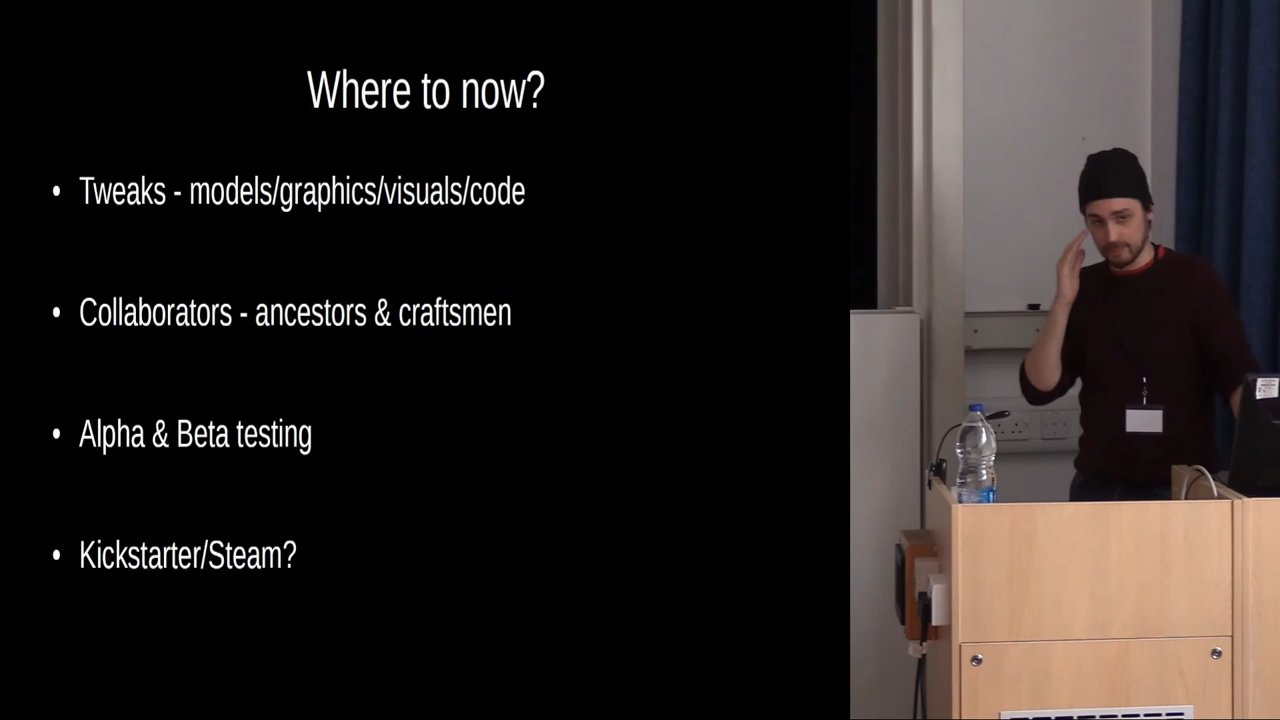 Where to now?
• Tweaks - models/graphics/visuals/code
• Collaborators - ancestors & craftsmen
• Alpha & Beta testing
• Kickstarter/Steam?